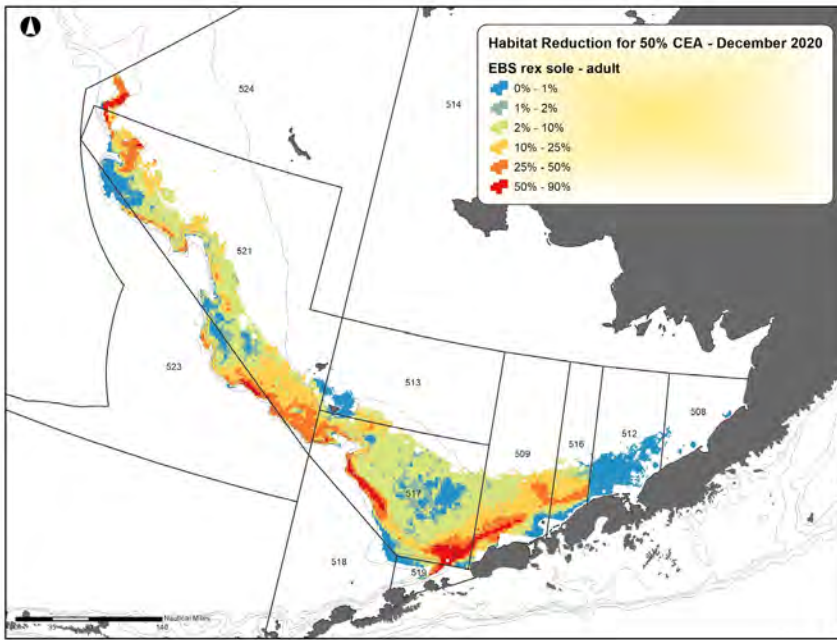 Habitat Reduction for 50% CEA - December 2020
EBS rex sole - adult
0% - 1%
1% - 2%
2% - 10%
10% - 25%
25% - 50%
50% - 90%
524
514
521
523
513
508
512
516
509
517
518
519
Nautical Miles
140